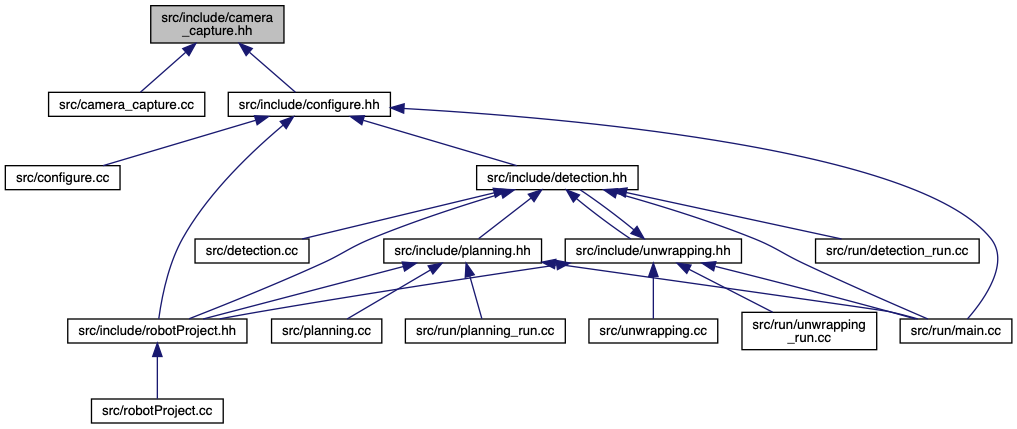 src/include/camera
_capture.hh
src/camera_capture.cc
src/include/configure.hh
src/configure.cc
src/include/detection.hh
src/detection.cc
src/include/planning.hh
src/include/unwrapping.hh
src/run/detection_run.cc
src/include/robotProject.hh
src/planning.cc
src/run/planning_run.cc
src/unwrapping.cc
src/run/unwrapping
_run.cc
src/run/main.cc
src/robotProject.cc